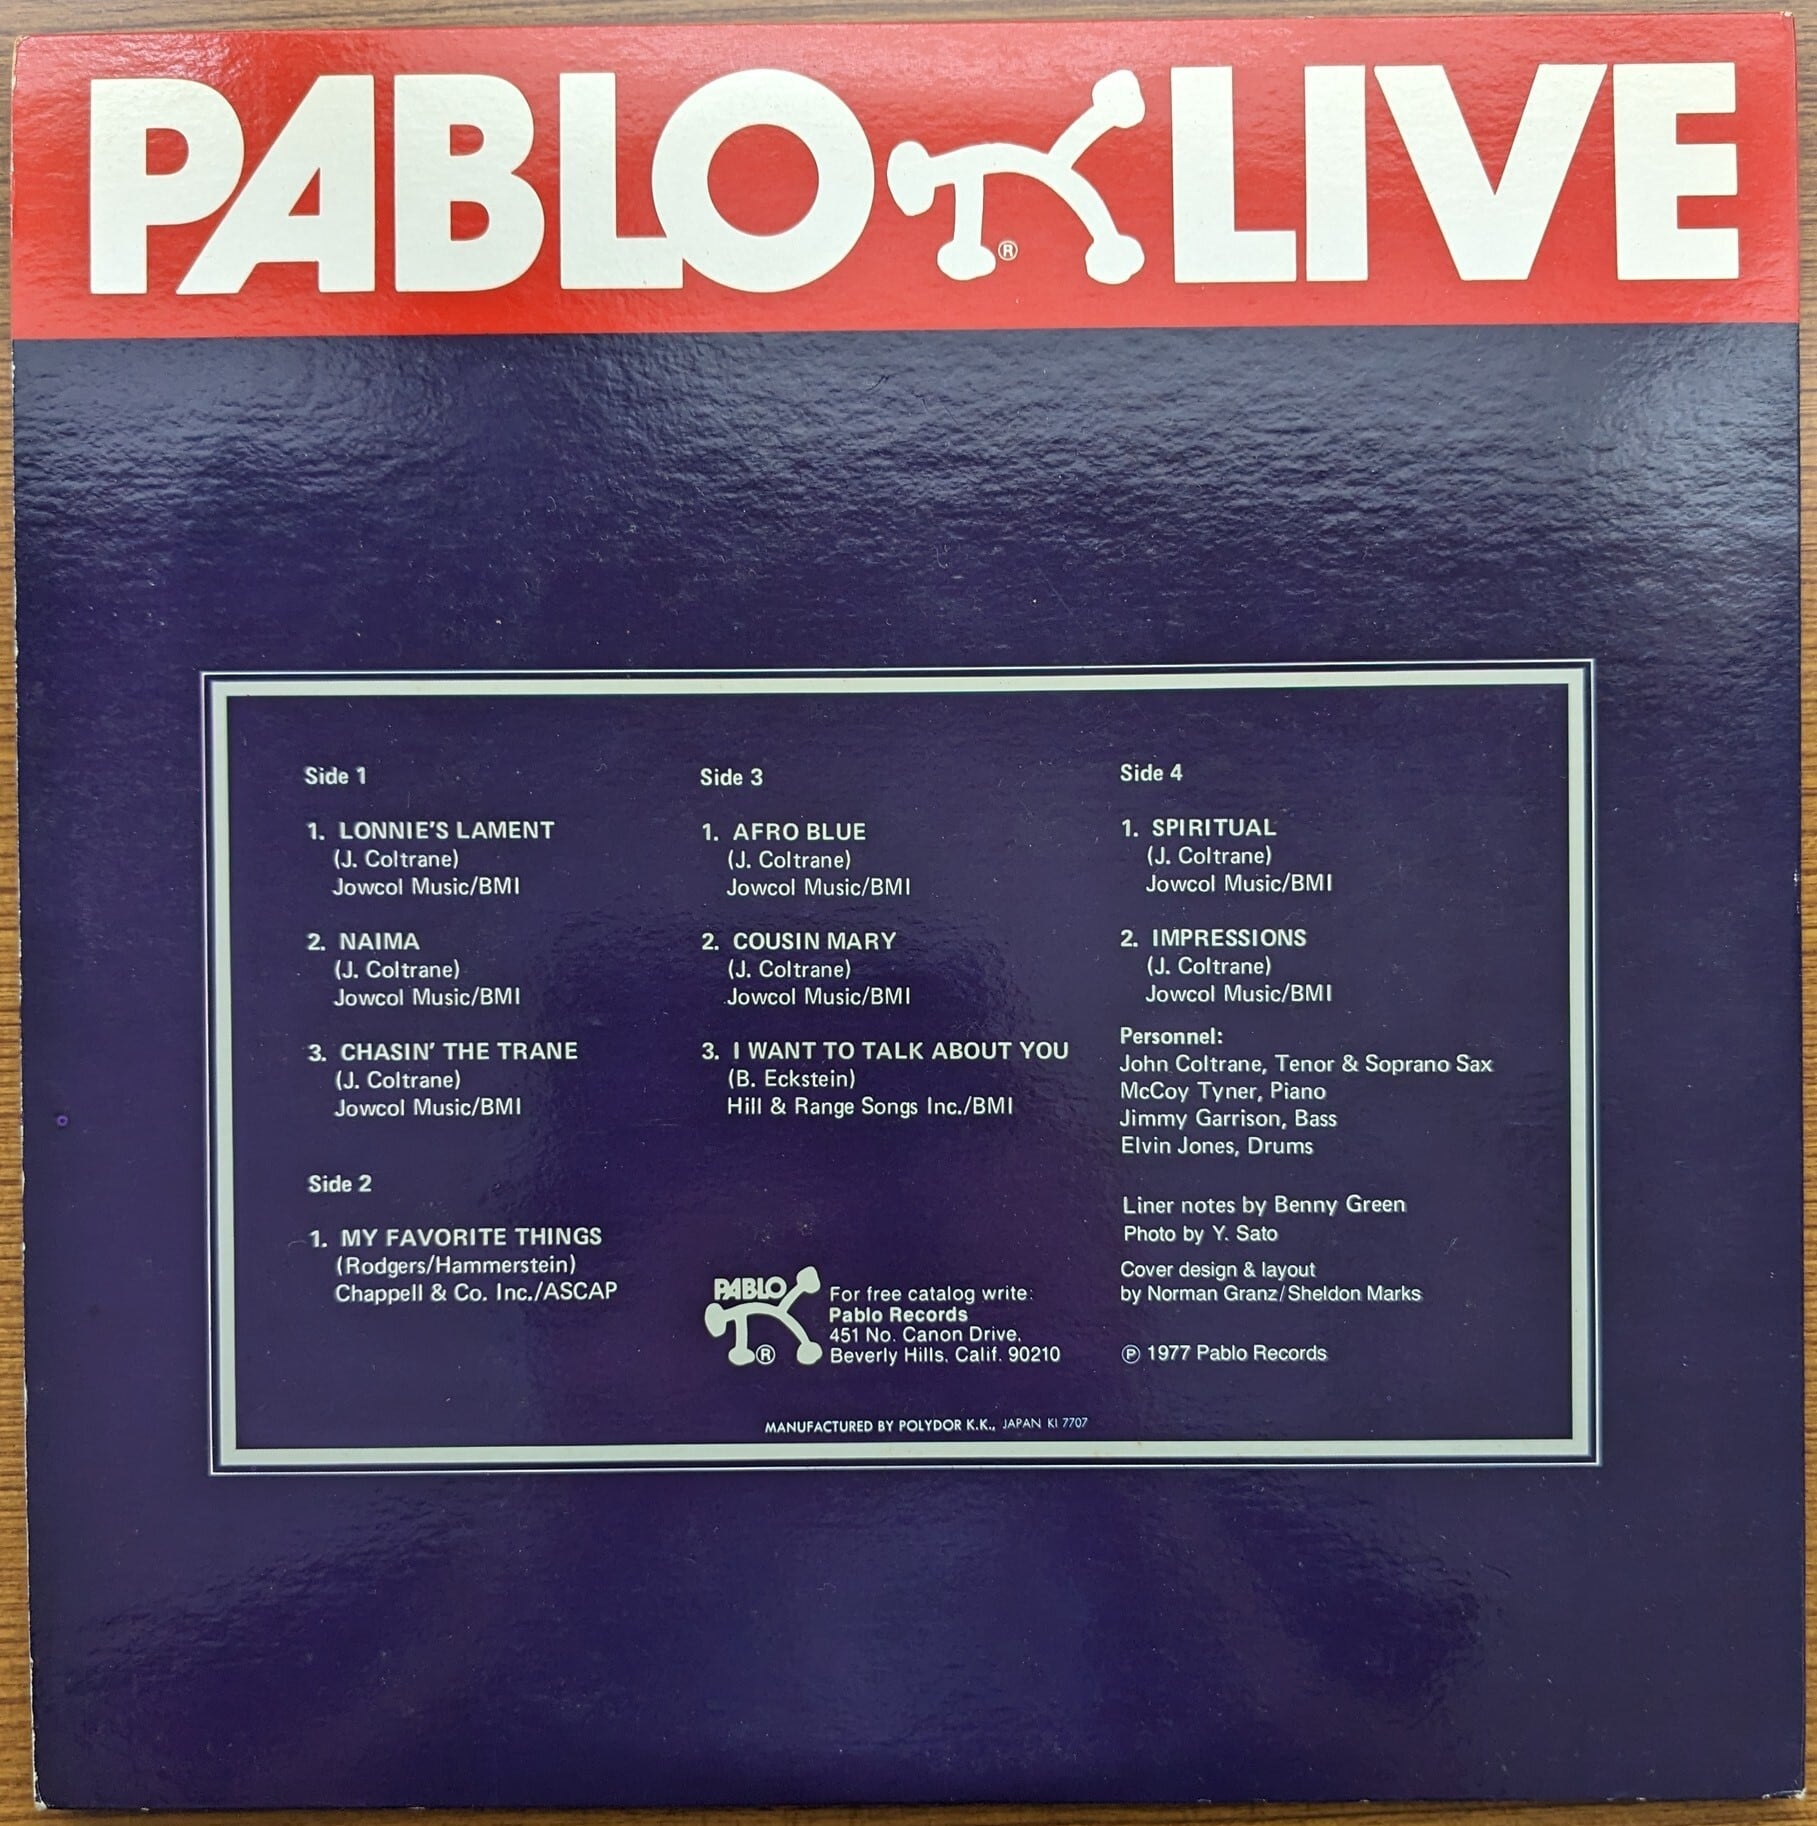 PABLO LIVE
®
Side 1
1. LONNIE'S LAMENT
(J. Coltrane)
Jowcol Music/BMI
2. NAIMA
(J. Coltrane)
Jowcol Music/BMI
3. CHASIN' THE TRANE
(J. Coltrane)
Jowcol Music/BMI
Side 2
1. MY FAVORITE THINGS
(Rodgers/Hammerstein)
Chappell & Co. Inc./ASCAP
Side 3
1. AFRO BLUE
(J. Coltrane)
Jowcol Music/BMI
2. COUSIN MARY
(J. Coltrane)
Jowcol Music/BMI
3. I WANT TO TALK ABOUT YOU
(B. Eckstein)
Hill & Range Songs Inc./BMI
PABLO
®
For free catalog write:
Pablo Records
451 No. Canon Drive,
Beverly Hills, Calif. 90210
Side 4
1. SPIRITUAL
(J. Coltrane)
Jowcol Music/BMI
2. IMPRESSIONS
(J. Coltrane)
Jowcol Music/BMI
Personnel:
John Coltrane, Tenor & Soprano Sax
McCoy Tyner, Piano
Jimmy Garrison, Bass
Elvin Jones, Drums
Liner notes by Benny Green
Photo by Y. Sato
Cover design & layout
by Norman Granz/Sheldon Marks
℗ 1977 Pablo Records
MANUFACTURED BY POLYDOR K.K., JAPAN KI 7707